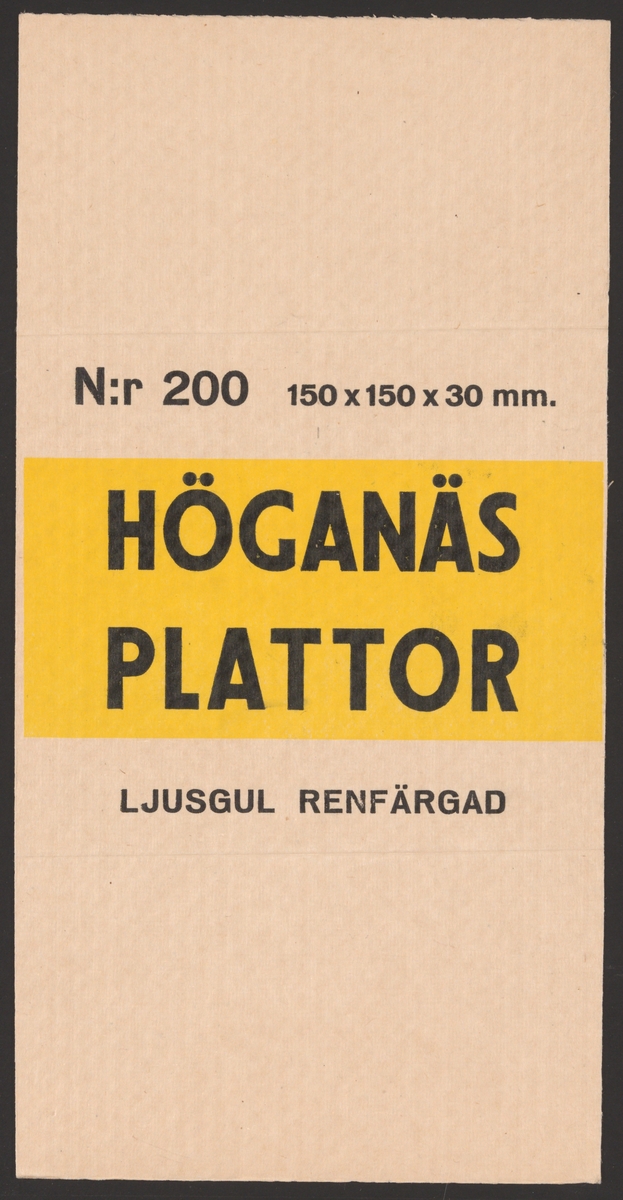 N:r 200 150 x 150 x 30 mm.
HÖGANÄS
PLATTOR
LJUSGUL RENFÄRGAD